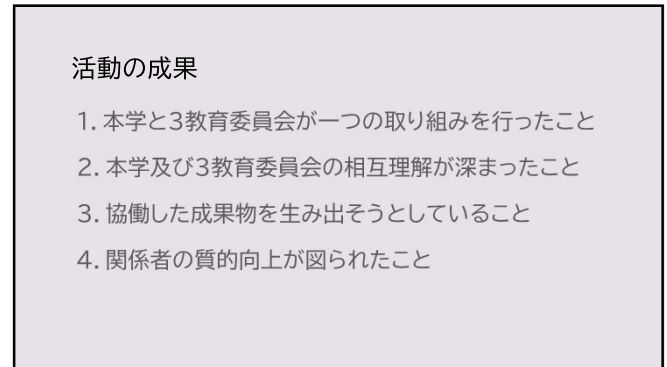 活動の成果
1. 本学と3教育委員会が一つの取り組みを行ったこと
2. 本学及び3教育委員会の相互理解が深まったこと
3. 協働した成果物を生み出そうとしていること
4. 関係者の質的向上が図られたこと